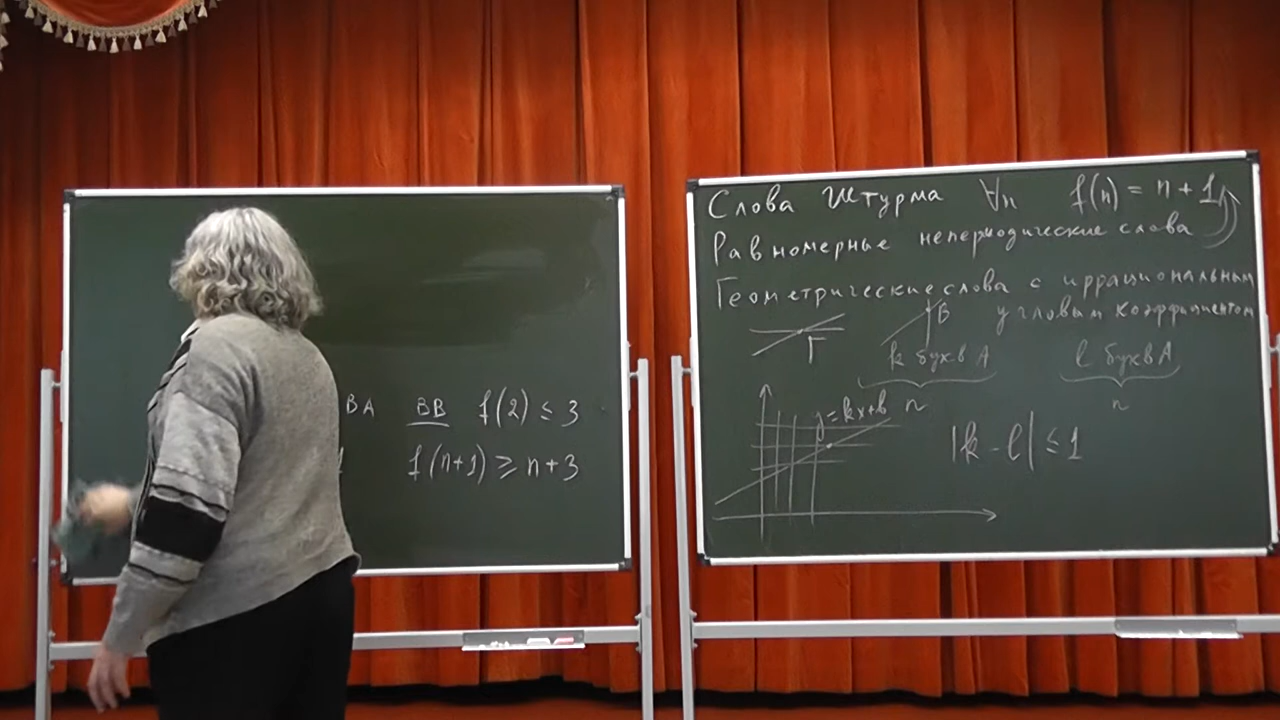 BA BB f(2) ≤ 3
f(n+1) ≥ n+3
Слова Штурма ∀n f(n) = n+1
Равномерные непериодические слова
Геометрические слова с иррациональным
угловым коэффициентом
Г
B
k букв A
l букв A
n
n
y=kx+b
|k-l| ≤ 1